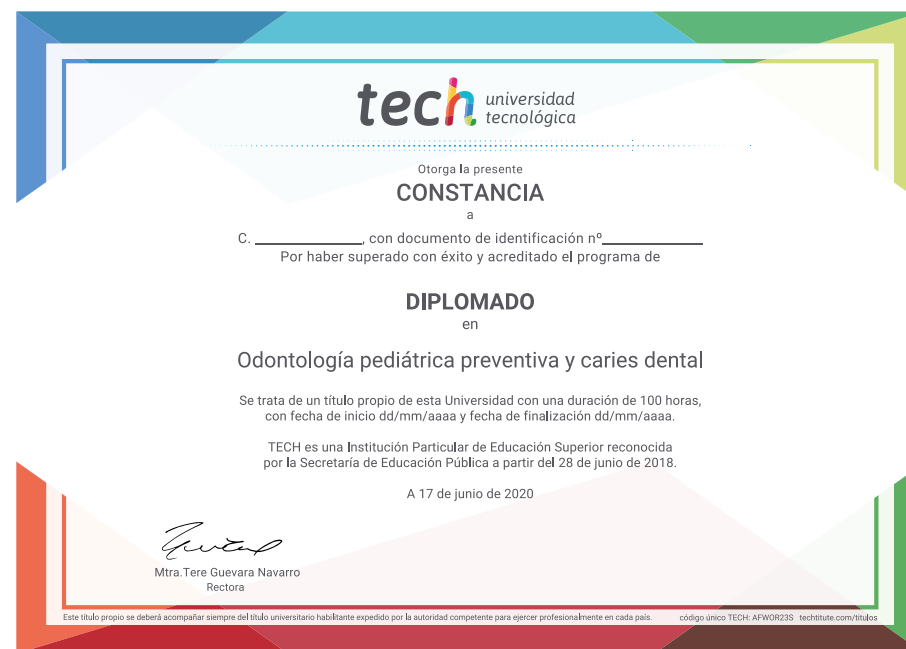 tech universidad
tecnológica
Otorga la presente
CONSTANCIA
a
C. ____________, con documento de identificación nº____________
Por haber superado con éxito y acreditado el programa de
DIPLOMADO
en
Odontología pediátrica preventiva y caries dental
Se trata de un título propio de esta Universidad con una duración de 100 horas,
con fecha de inicio dd/mm/aaaa y fecha de finalización dd/mm/aaaa.
TECH es una Institución Particular de Educación Superior reconocida
por la Secretaría de Educación Pública a partir del 28 de junio de 2018.
A 17 de junio de 2020
Mtra.Tere Guevara Navarro
Rectora
Este título propio se deberá acompañar siempre del título universitario habilitante expedido por la autoridad competente para ejercer profesionalmente en cada país. código único TECH: AFWOR23S techtitute.com/titulos